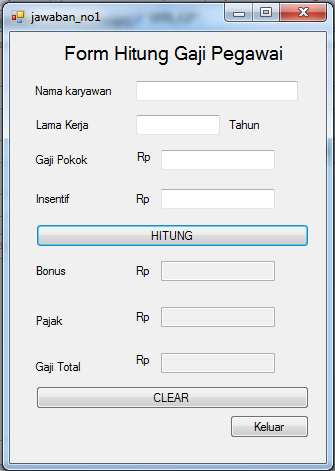 jawaban_no1
Form Hitung Gaji Pegawai
Nama karyawan
Lama Kerja Tahun
Gaji Pokok Rp
Insentif Rp
HITUNG
Bonus Rp
Pajak Rp
Gaji Total Rp
CLEAR
Keluar